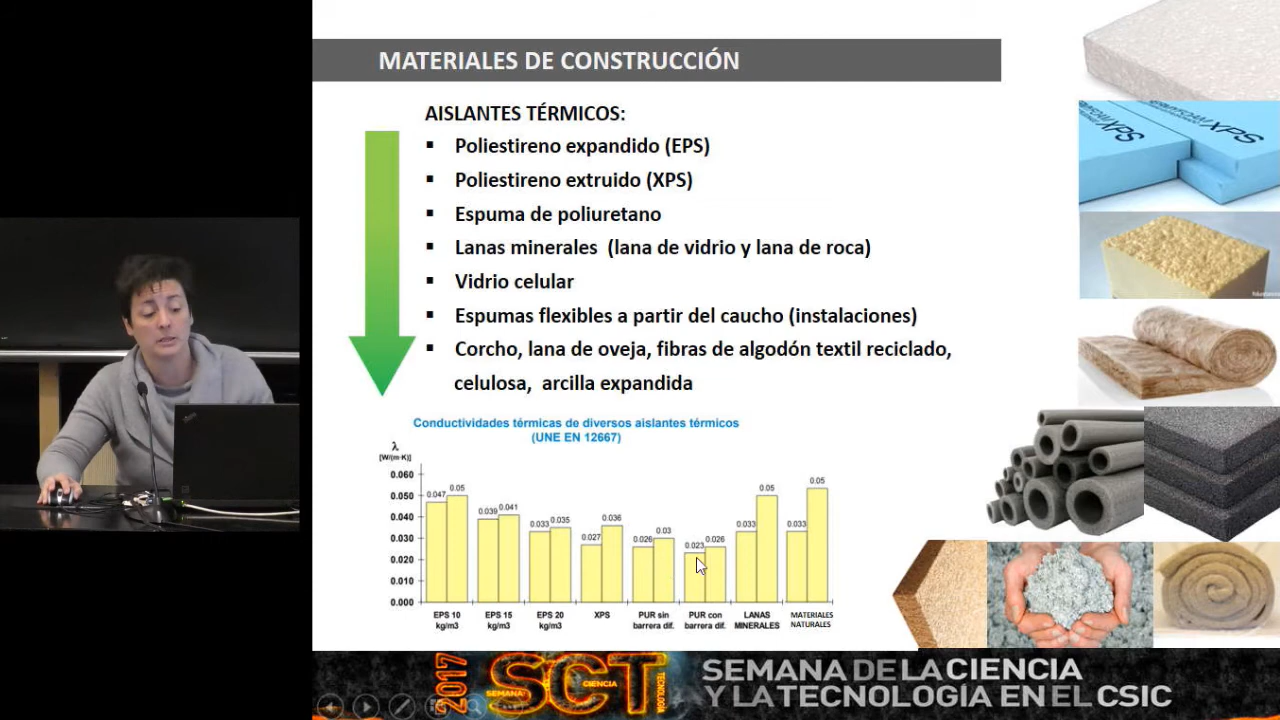 MATERIALES DE CONSTRUCCIÓN
AISLANTES TÉRMICOS:
▪ Poliestireno expandido (EPS)
▪ Poliestireno extruido (XPS)
▪ Espuma de poliuretano
▪ Lanas minerales (lana de vidrio y lana de roca)
▪ Vidrio celular
▪ Espumas flexibles a partir del caucho (instalaciones)
▪ Corcho, lana de oveja, fibras de algodón textil reciclado,
celulosa, arcilla expandida
XPS
XPS
Conductividades térmicas de diversos aislantes térmicos
(UNE EN 12667)
λ
[W/(m·K)]
0.060
0.050
0.040
0.030
0.020
0.010
0.000
0.047 0.05
0.039 0.041
0.033 0.035
0.027 0.036
0.026 0.03
0.023 0.026
0.033 0.05
0.033 0.05
EPS 10
kg/m3
EPS 15
kg/m3
EPS 20
kg/m3
XPS
PUR sin
barrera dif.
PUR con
barrera dif.
LANAS
MINERALES
MATERIALES
NATURALES
2017
SCT
SEMANA
CIENCIA
TECNOLOGÍA
SEMANA DE LA CIENCIA
Y LA TECNOLOGÍA EN EL CSIC